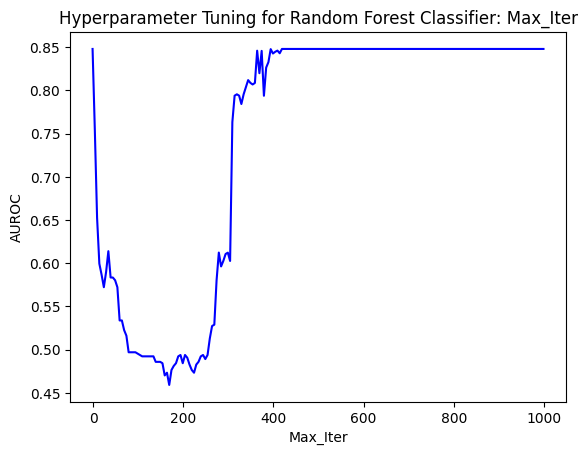 Hyperparameter Tuning for Random Forest Classifier: Max_Iter
0.85
0.80
0.75
0.70
0.65
0.60
0.55
0.50
0.45
AUROC
0 200 400 600 800 1000
Max_Iter